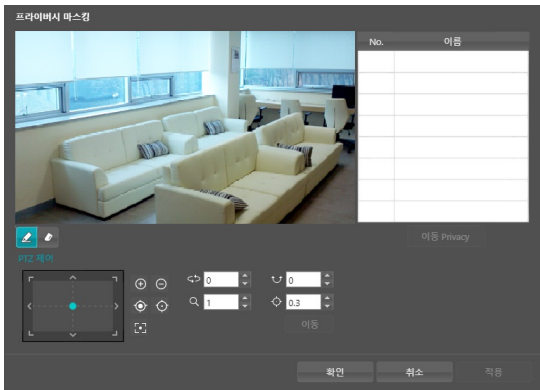 프라이버시 마스킹
No. 이름
이동 Privacy
PTZ 제어
0 0
1 0.3
이동
확인 취소 적용